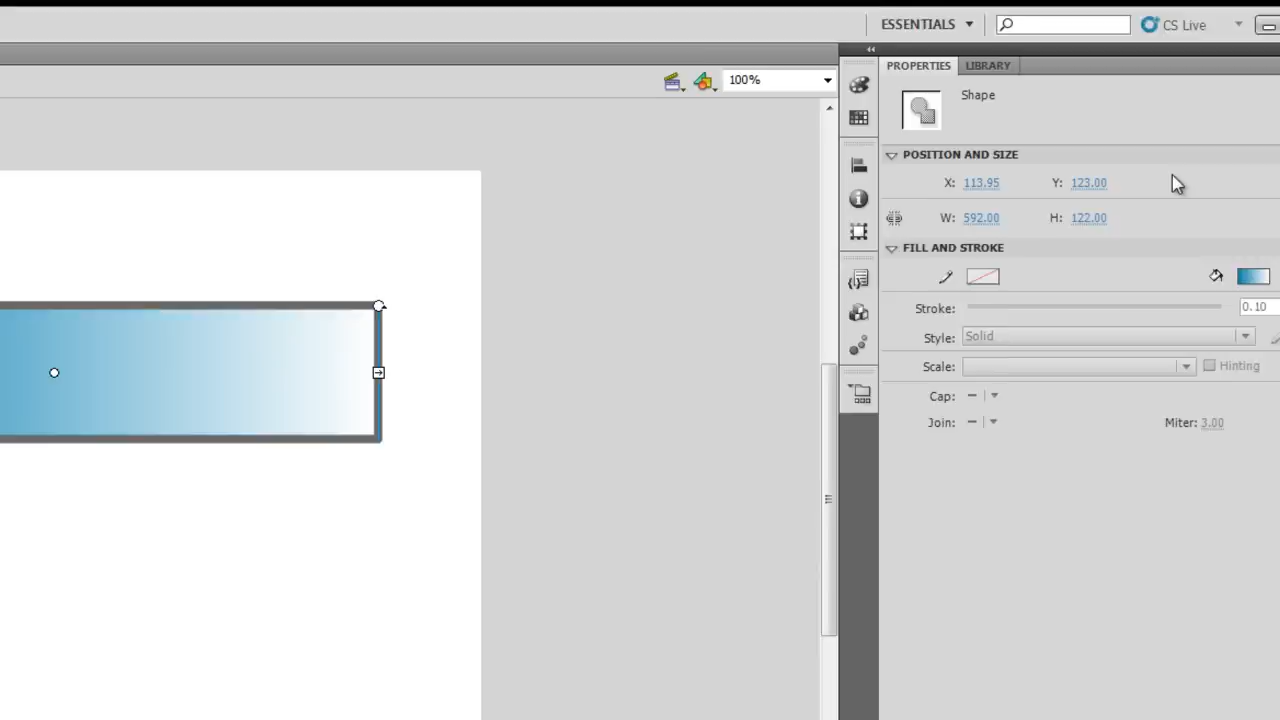 ESSENTIALS
CS Live
PROPERTIES
LIBRARY
100%
Shape
POSITION AND SIZE
X: 113.95 Y: 123.00
W: 592.00 H: 122.00
FILL AND STROKE
Stroke: 0.10
Style: Solid
Scale: Hinting
Cap:
Join: Miter: 3.00